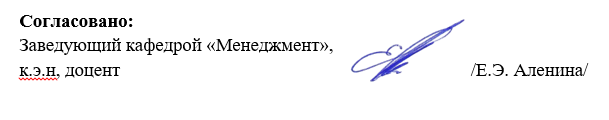 Согласовано:
Заведующий кафедрой «Менеджмент»,
к.э.н, доцент /Е.Э. Аленина/